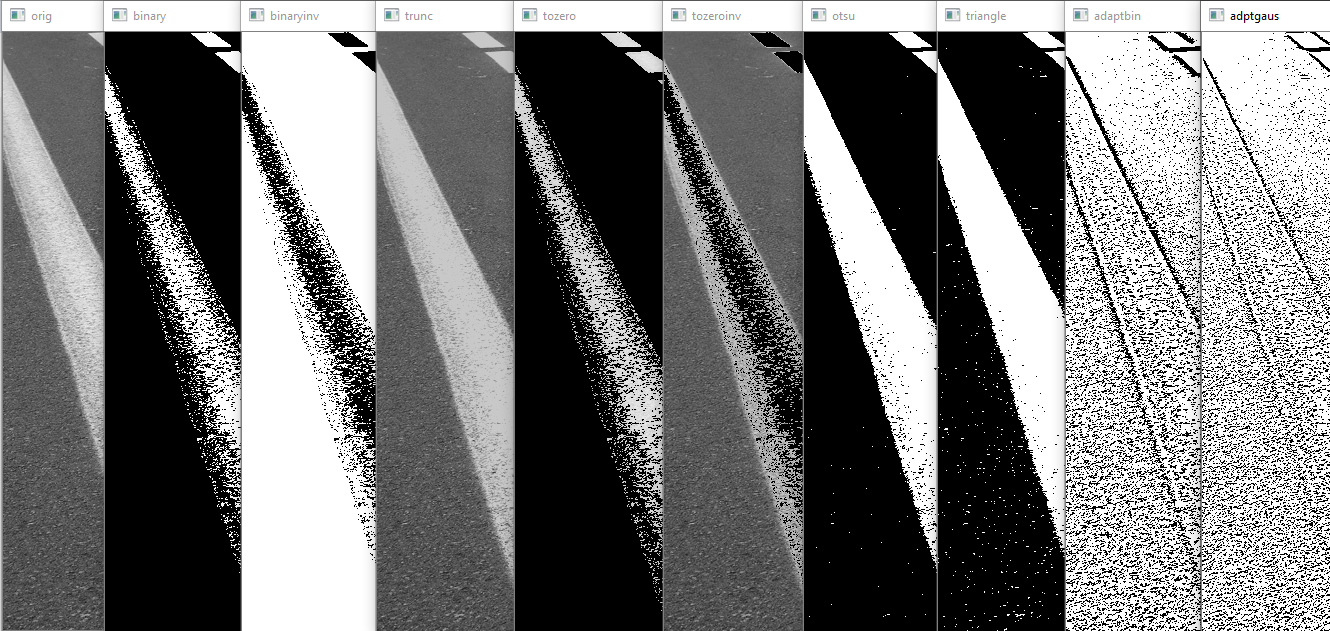 orig
binary
binaryinv
trunc
tozero
tozeroinv
otsu
triangle
adaptbin
adptgaus